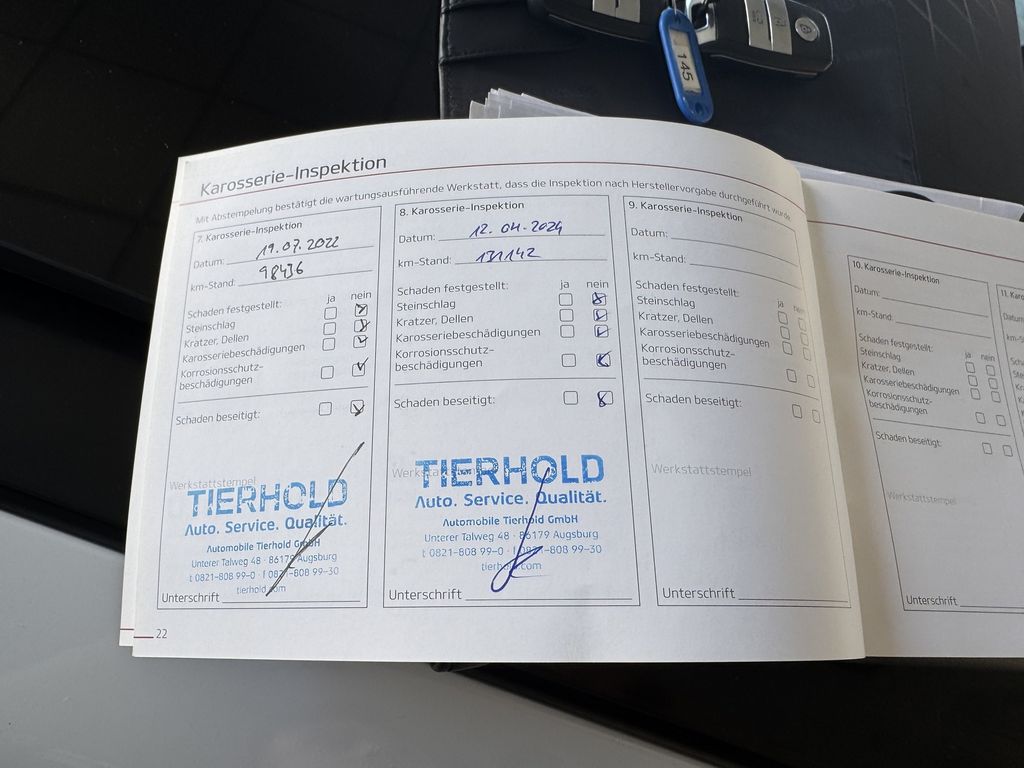 145
Karosserie-Inspektion
Mit Abstempelung bestätigt die wartungsausführende Werkstatt, dass die Inspektion nach Herstellervorgabe durchgeführt wurde.
7. Karosserie-Inspektion
Datum: 19.07.2022
km-Stand: 98436
Schaden festgestellt: ja nein
Steinschlag
Kratzer, Dellen
Karosseriebeschädigungen
Korrosionsschutz-
beschädigungen
Schaden beseitigt:
Werkstattstempel
TIERHOLD
Auto. Service. Qualität.
Automobile Tierhold GmbH
Unterer Talweg 48 · 86179 Augsburg
t 0821-808 99-0 · f 0821-808 99-30
tierhold.com
Unterschrift
22
8. Karosserie-Inspektion
Datum: 12.04.2024
km-Stand: 131142
Schaden festgestellt: ja nein
Steinschlag
Kratzer, Dellen
Karosseriebeschädigungen
Korrosionsschutz-
beschädigungen
Schaden beseitigt:
TIERHOLD
Auto. Service. Qualität.
Automobile Tierhold GmbH
Unterer Talweg 48 · 86179 Augsburg
t 0821-808 99-0 · f 0821-808 99-30
tierhold.com
Unterschrift
9. Karosserie-Inspektion
Datum:
km-Stand:
Schaden festgestellt: ja nein
Steinschlag
Kratzer, Dellen
Karosseriebeschädigungen
Korrosionsschutz-
beschädigungen
Schaden beseitigt:
Werkstattstempel
Unterschrift
10. Karosserie-Inspektion
Datum:
km-Stand:
Schaden festgestellt: ja nein
Steinschlag
Kratzer, Dellen
Karosseriebeschädigungen
Korrosionsschutz-
beschädigungen
Schaden beseitigt:
Werkstattstempel
Unterschrift
11.